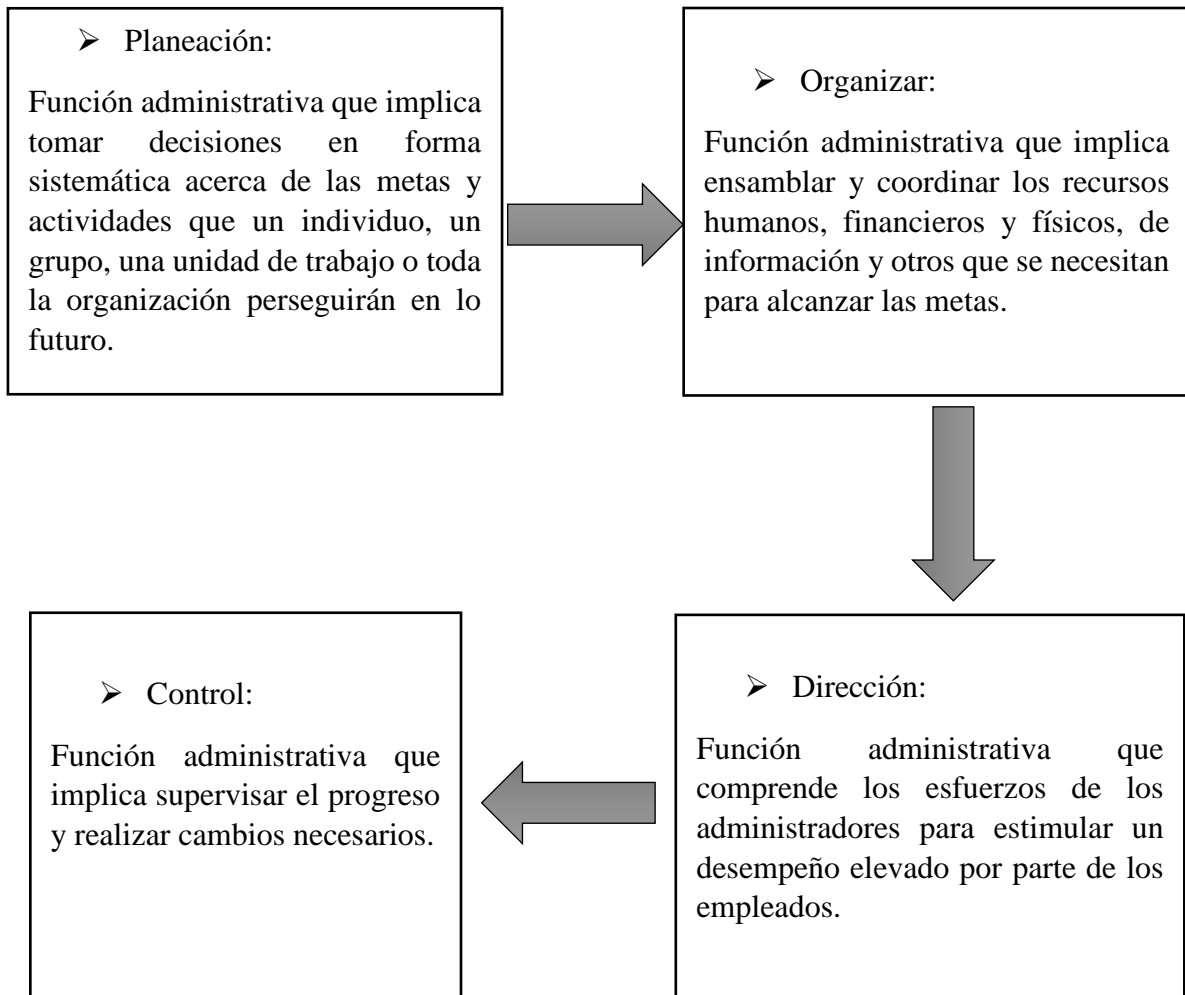 ➢ Planeación:
Función administrativa que implica
tomar decisiones en forma
sistemática acerca de las metas y
actividades que un individuo, un
grupo, una unidad de trabajo o toda
la organización perseguirán en lo
futuro.
➢ Organizar:
Función administrativa que implica
ensamblar y coordinar los recursos
humanos, financieros y físicos, de
información y otros que se necesitan
para alcanzar las metas.
➢ Dirección:
Función administrativa que
comprende los esfuerzos de los
administradores para estimular un
desempeño elevado por parte de los
empleados.
➢ Control:
Función administrativa que
implica supervisar el progreso
y realizar cambios necesarios.